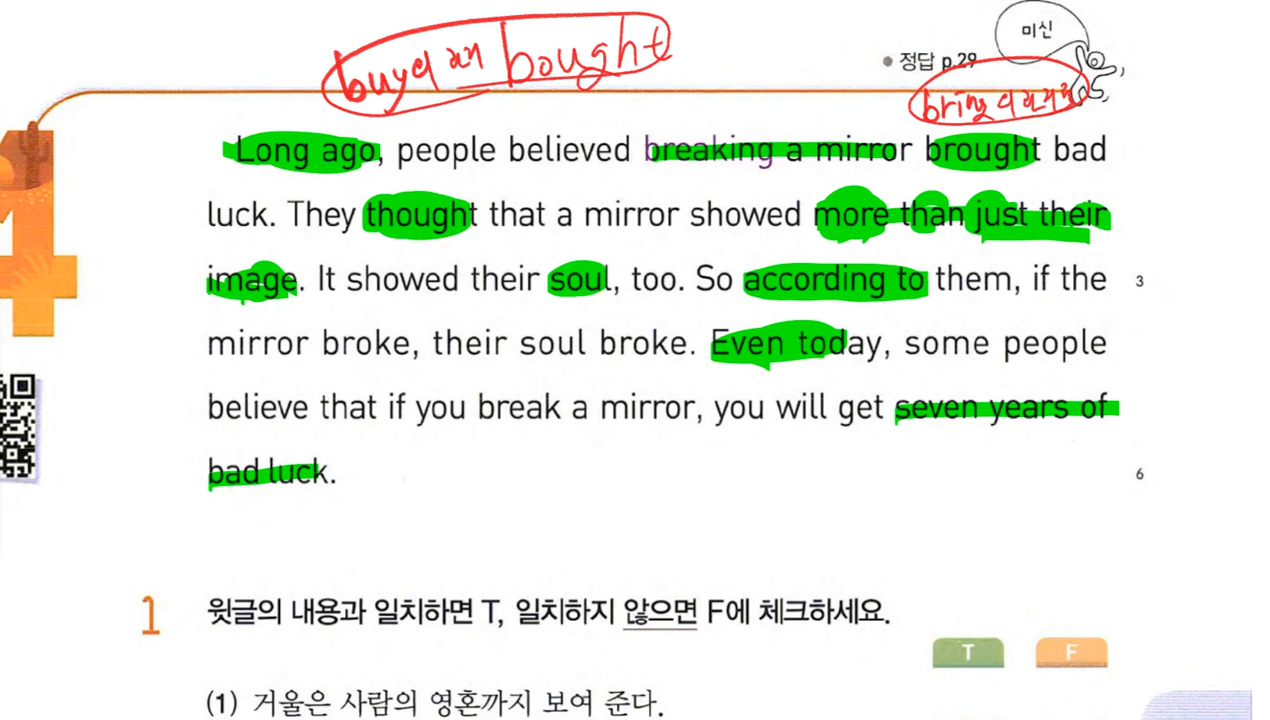 미신
buy의 과거 bought
● 정답 p.29
bring의 과거형
4
Long ago, people believed breaking a mirror brought bad
luck. They thought that a mirror showed more than just their
image. It showed their soul, too. So according to them, if the
3
mirror broke, their soul broke. Even today, some people
believe that if you break a mirror, you will get seven years of
bad luck.
6
1 윗글의 내용과 일치하면 T, 일치하지 않으면 F에 체크하세요.
T F
(1) 거울은 사람의 영혼까지 보여 준다.